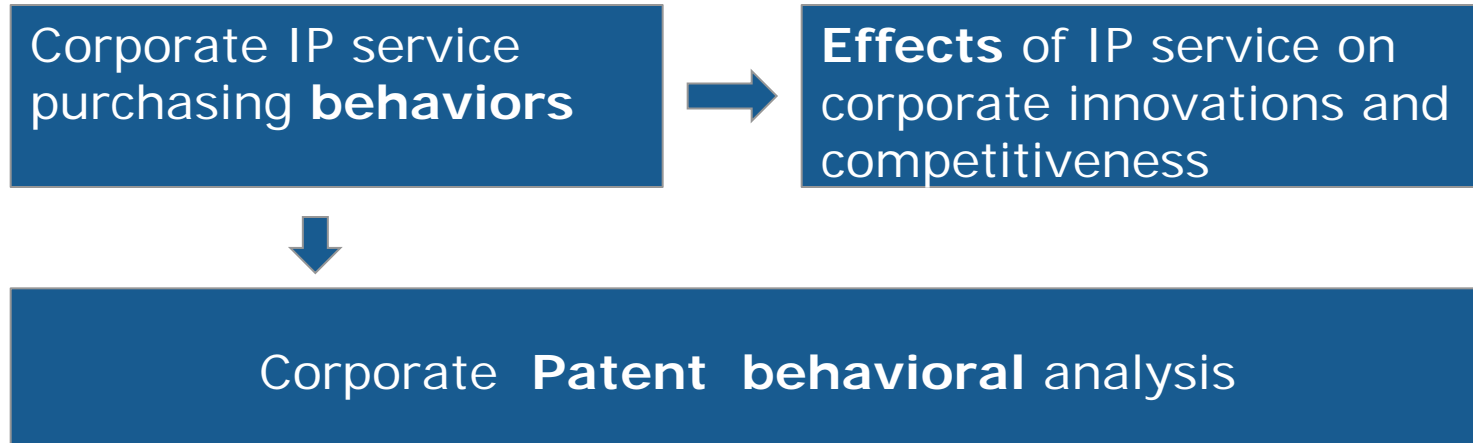 Corporate IP service
purchasing behaviors
Effects of IP service on
corporate innovations and
competitiveness
Corporate Patent behavioral analysis